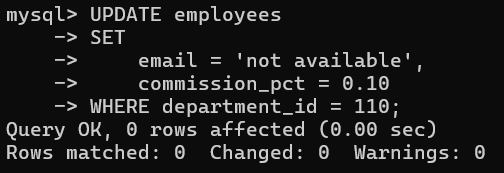 mysql> UPDATE employees
    -> SET
    ->     email = 'not available',
    ->     commission_pct = 0.10
    -> WHERE department_id = 110;
Query OK, 0 rows affected (0.00 sec)
Rows matched: 0  Changed: 0  Warnings: 0